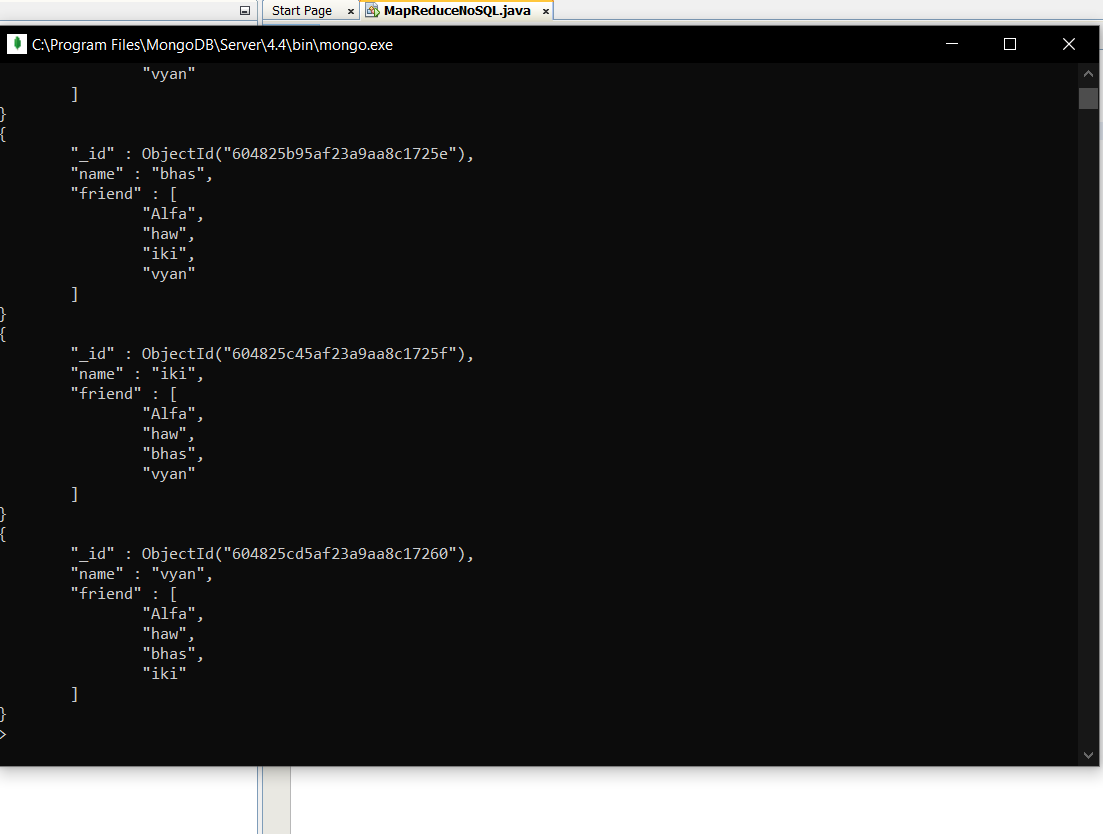 Start Page
MapReduceNoSQL.java
C:\Program Files\MongoDB\Server\4.4\bin\mongo.exe
"vyan"
]
}
{
"_id" : ObjectId("604825b95af23a9aa8c1725e"),
"name" : "bhas",
"friend" : [
"Alfa",
"haw",
"iki",
"vyan"
]
}
{
"_id" : ObjectId("604825c45af23a9aa8c1725f"),
"name" : "iki",
"friend" : [
"Alfa",
"haw",
"bhas",
"vyan"
]
}
{
"_id" : ObjectId("604825cd5af23a9aa8c17260"),
"name" : "vyan",
"friend" : [
"Alfa",
"haw",
"bhas",
"iki"
]
}
>